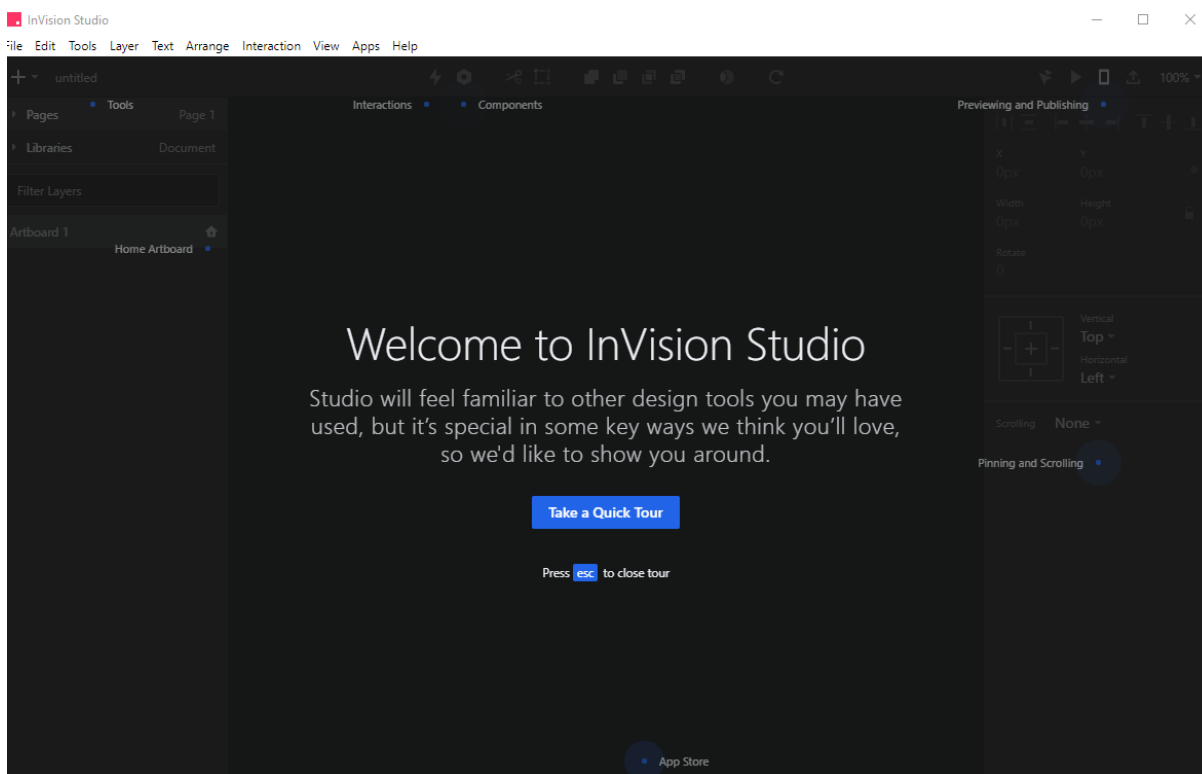 InVision Studio
File Edit Tools Layer Text Arrange Interaction View Apps Help
untitled
100%
Tools
Interactions
Components
Previewing and Publishing
Pages Page 1
Libraries Document
Filter Layers
Artboard 1
Home Artboard
X Y
0px 0px
Width Height
0px 0px
Rotate
0
Vertical
Top
Horizontal
Left
Scrolling None
Pinning and Scrolling
Welcome to InVision Studio
Studio will feel familiar to other design tools you may have
used, but it's special in some key ways we think you'll love,
so we'd like to show you around.
Take a Quick Tour
Press esc to close tour
App Store